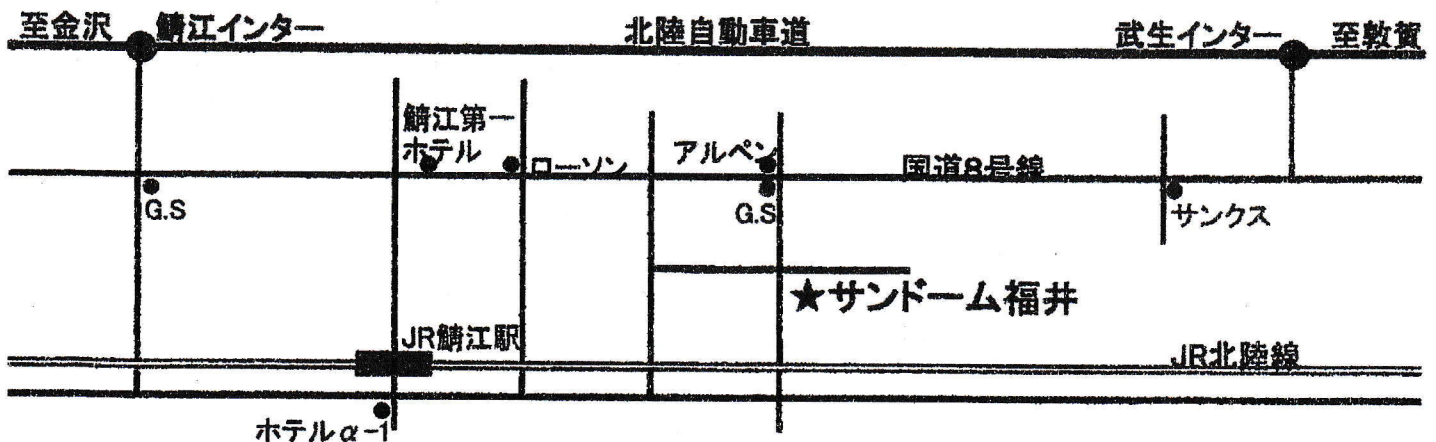 至金沢
鯖江インター
北陸自動車道
武生インター
至敦賀
鯖江第一
ホテル
ローソン
アルペン
国道8号線
G.S
G.S
サンクス
★サンドーム福井
JR鯖江駅
JR北陸線
ホテルα-1